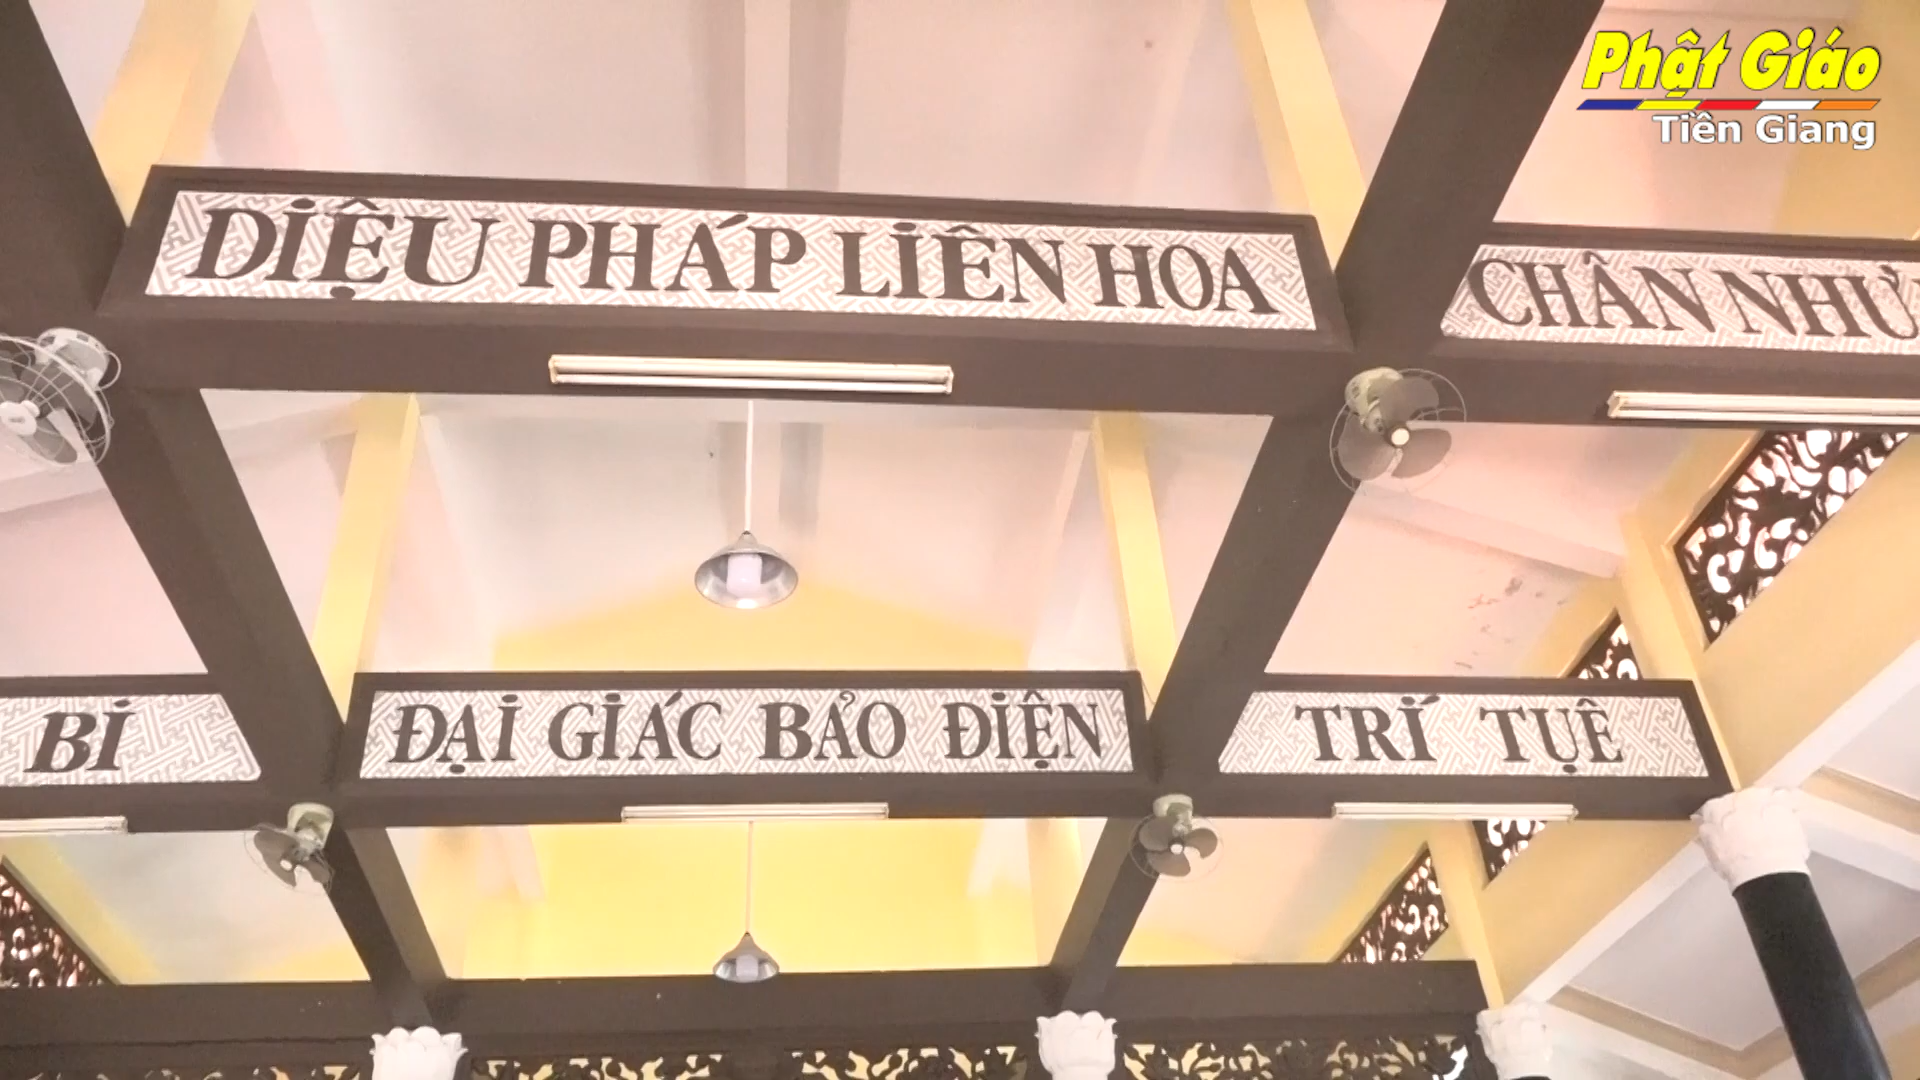 Phật Giáo
Tiền Giang
DIỆU PHÁP LIÊN HOA
CHÂN NHƯ
BI
ĐẠI GIÁC BẢO ĐIỆN
TRÍ TUỆ